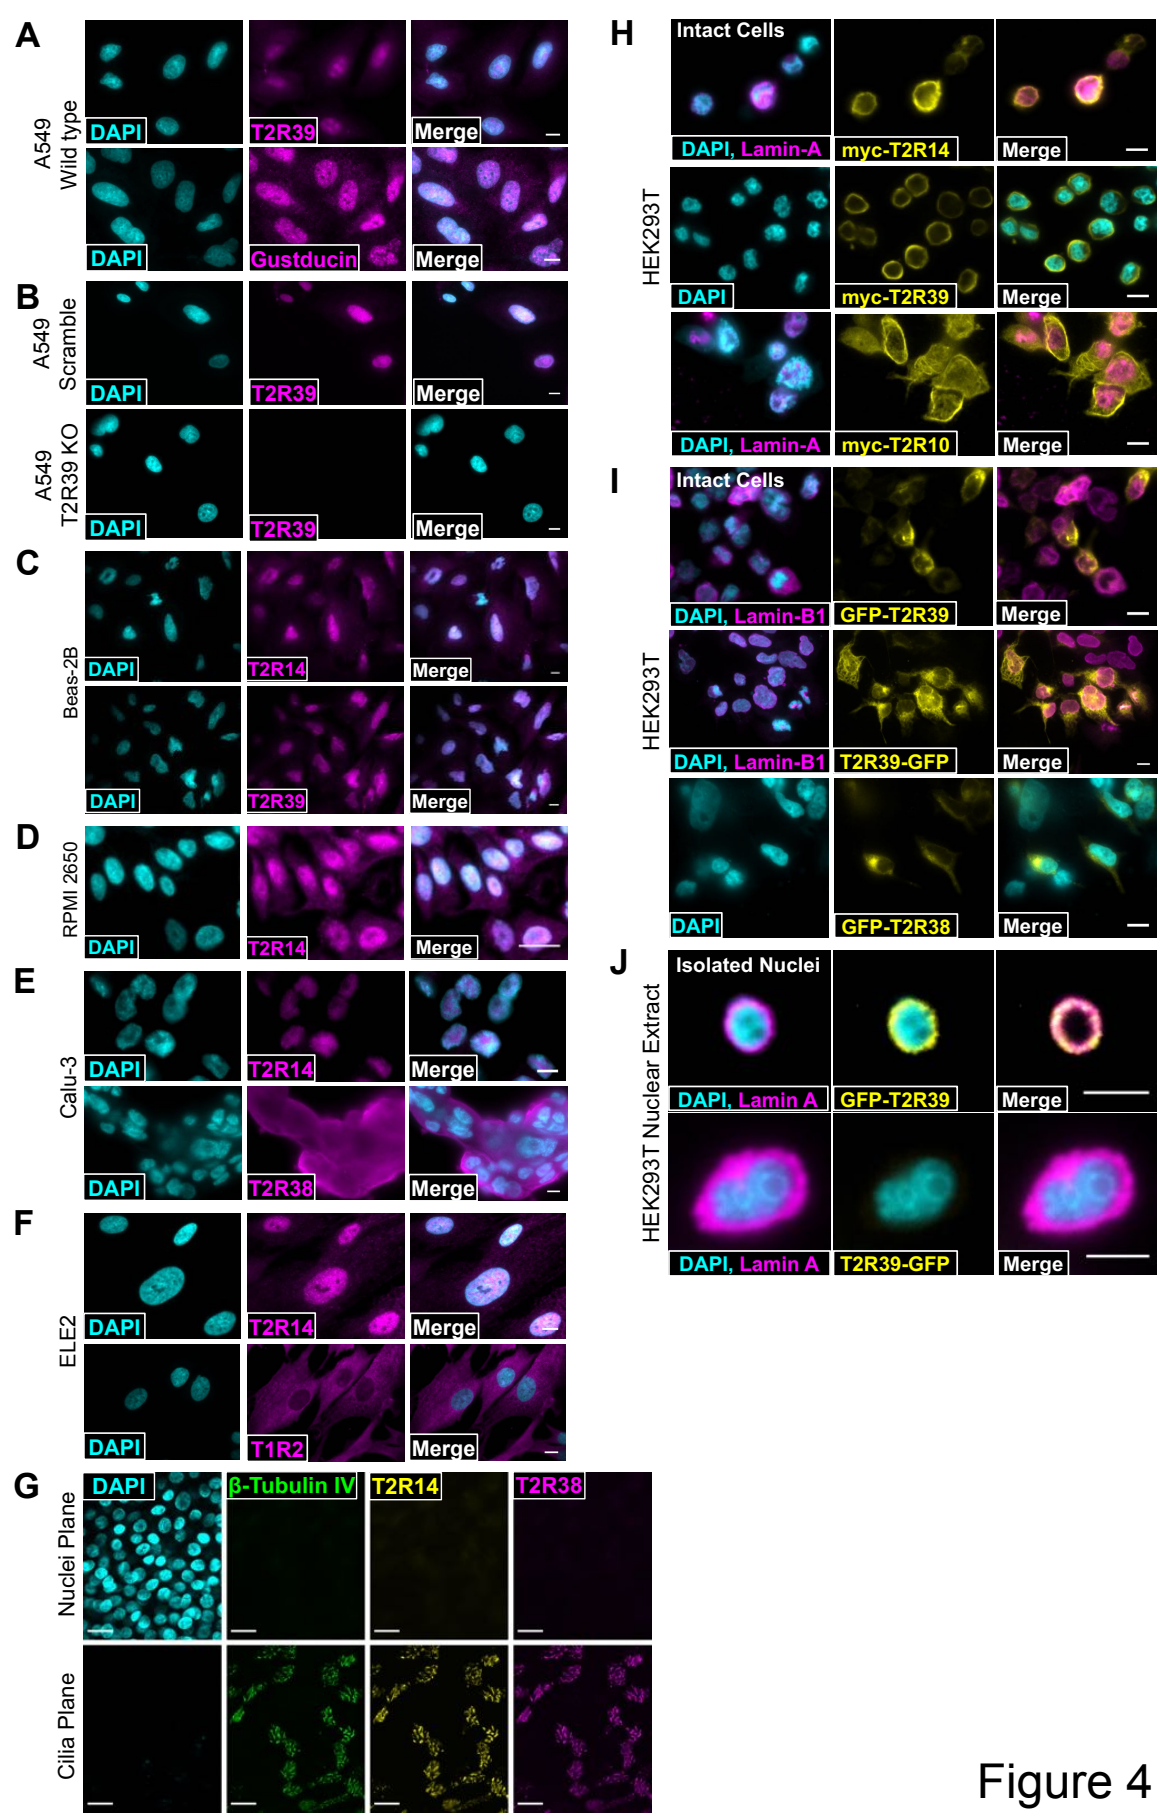 A
A549
Wild type
DAPI
T2R39
Merge
DAPI
Gustducin
Merge
B
A549
Scramble
DAPI
T2R39
Merge
A549
T2R39 KO
DAPI
T2R39
Merge
C
Beas-2B
DAPI
T2R14
Merge
DAPI
T2R39
Merge
D
RPMI 2650
DAPI
T2R14
Merge
E
Calu-3
DAPI
T2R14
Merge
DAPI
T2R38
Merge
F
ELE2
DAPI
T2R14
Merge
DAPI
T1R2
Merge
G
Nuclei Plane
DAPI
β-Tubulin IV
T2R14
T2R38
Cilia Plane
H
HEK293T
Intact Cells
DAPI, Lamin-A
myc-T2R14
Merge
DAPI
myc-T2R39
Merge
DAPI, Lamin-A
myc-T2R10
Merge
I
HEK293T
Intact Cells
DAPI, Lamin-B1
GFP-T2R39
Merge
DAPI, Lamin-B1
T2R39-GFP
Merge
DAPI
GFP-T2R38
Merge
J
HEK293T Nuclear Extract
Isolated Nuclei
DAPI, Lamin A
GFP-T2R39
Merge
DAPI, Lamin A
T2R39-GFP
Merge
Figure 4